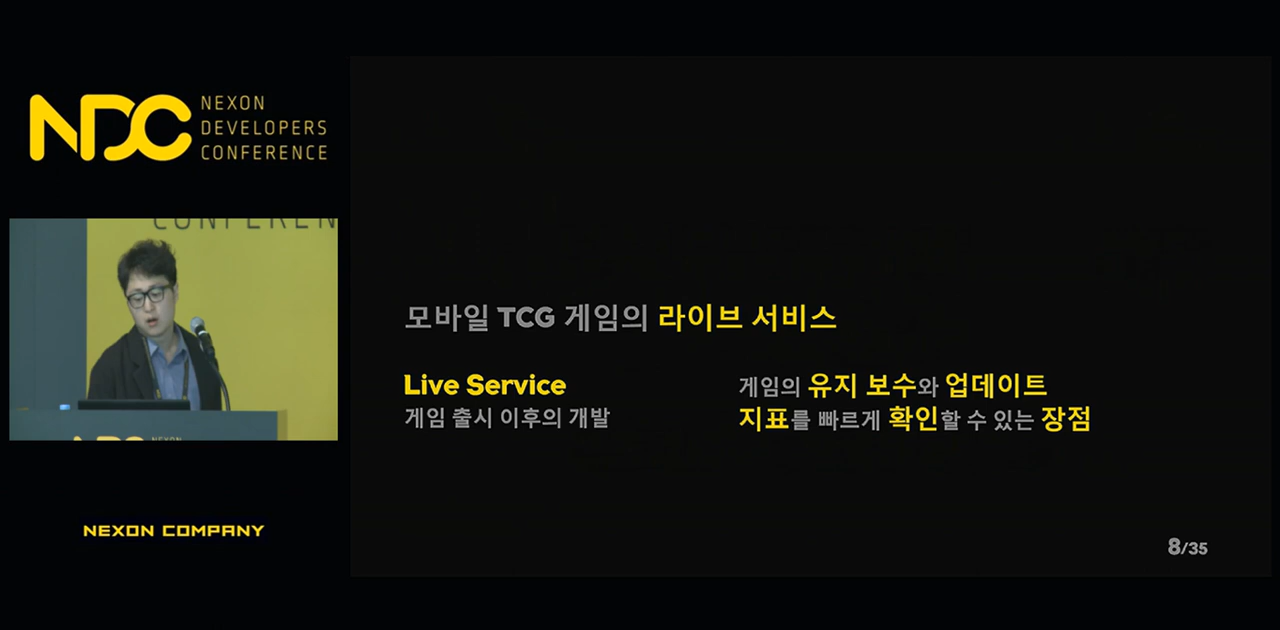 NDC
NEXON
DEVELOPERS
CONFERENCE
CONFEREN
NDC NEXON
NEXON COMPANY
모바일 TCG 게임의 라이브 서비스
Live Service
게임 출시 이후의 개발
게임의 유지 보수와 업데이트
지표를 빠르게 확인할 수 있는 장점
8/35